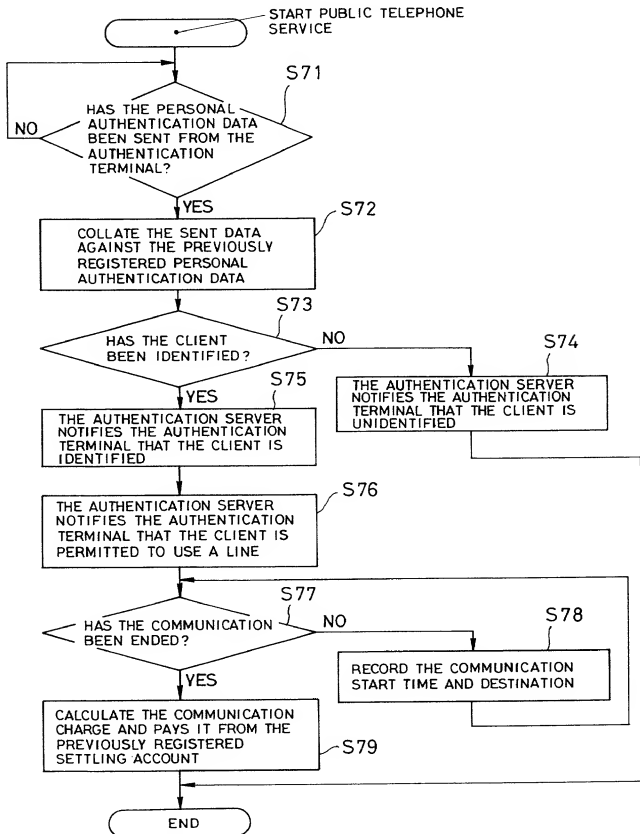 START PUBLIC TELEPHONE
SERVICE
S71
HAS THE PERSONAL
AUTHENTICATION DATA
BEEN SENT FROM THE
AUTHENTICATION
TERMINAL?
NO
YES
S72
COLLATE THE SENT DATA
AGAINST THE PREVIOUSLY
REGISTERED PERSONAL
AUTHENTICATION DATA
S73
HAS THE CLIENT
BEEN IDENTIFIED?
NO
YES
S74
THE AUTHENTICATION SERVER
NOTIFIES THE AUTHENTICATION
TERMINAL THAT THE CLIENT IS
UNIDENTIFIED
S75
THE AUTHENTICATION SERVER
NOTIFIES THE AUTHENTICATION
TERMINAL THAT THE CLIENT IS
IDENTIFIED
S76
THE AUTHENTICATION SERVER
NOTIFIES THE AUTHENTICATION
TERMINAL THAT THE CLIENT IS
PERMITTED TO USE A LINE
S77
HAS THE COMMUNICATION
BEEN ENDED?
NO
YES
S78
RECORD THE COMMUNICATION
START TIME AND DESTINATION
CALCULATE THE COMMUNICATION
CHARGE AND PAYS IT FROM THE
PREVIOUSLY REGISTERED
SETTLING ACCOUNT
S79
END